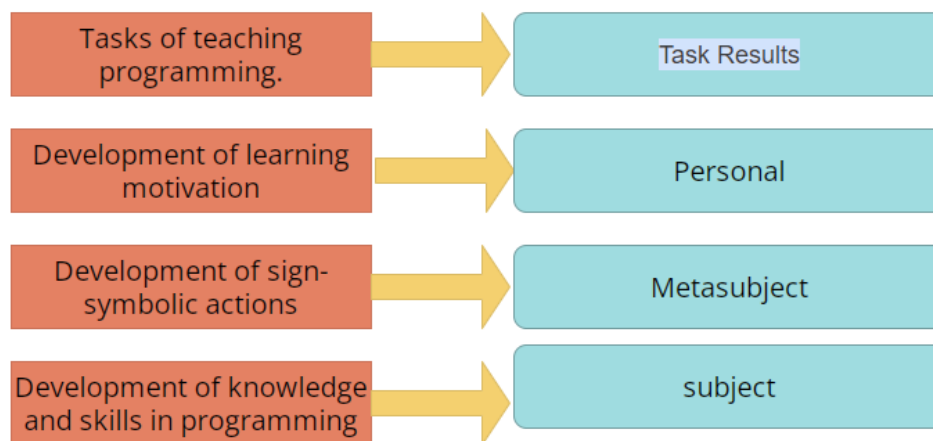 Tasks of teaching
programming.
Task Results
Development of learning
motivation
Personal
Development of sign-
symbolic actions
Metasubject
Development of knowledge
and skills in programming
subject